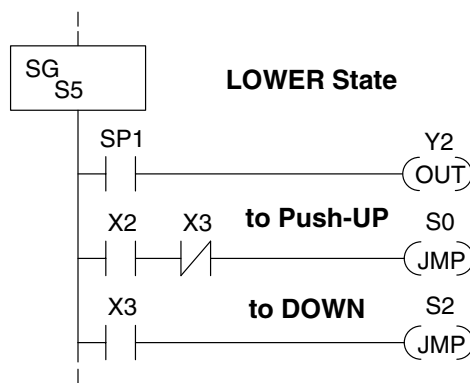 SG
S5
LOWER State
SP1
Y2
OUT
X2
X3
to Push-UP
S0
JMP
X3
to DOWN
S2
JMP